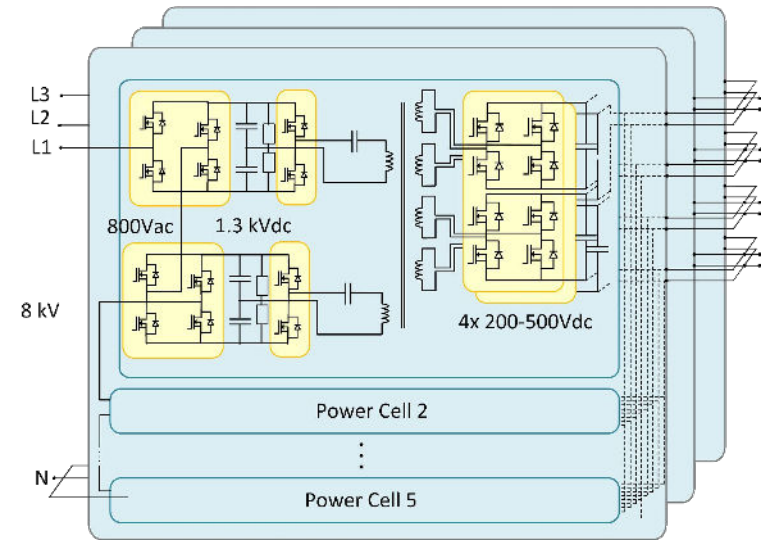 L3
L2
L1
800Vac
1.3 kVdc
8 kV
4x 200-500Vdc
Power Cell 2
N
Power Cell 5